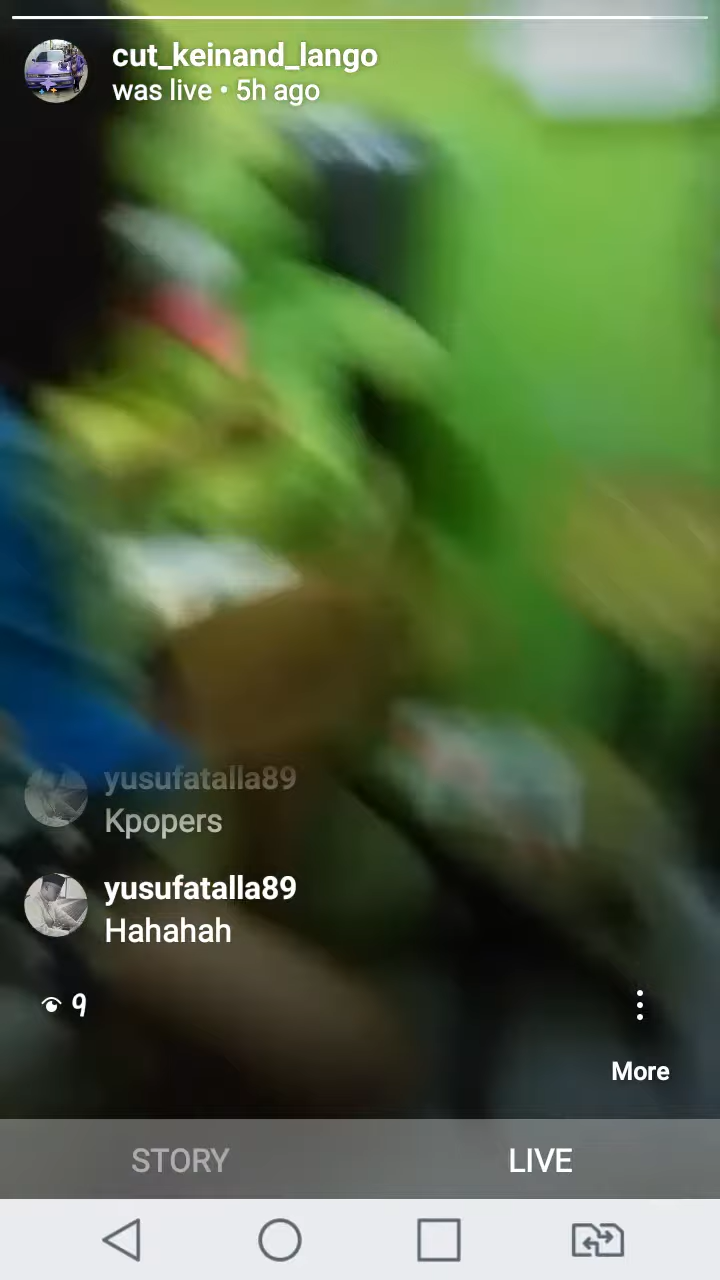 cut_keinand_lango
was live • 5h ago
yusufatalla89
Kpopers
yusufatalla89
Hahahah
9
More
STORY
LIVE